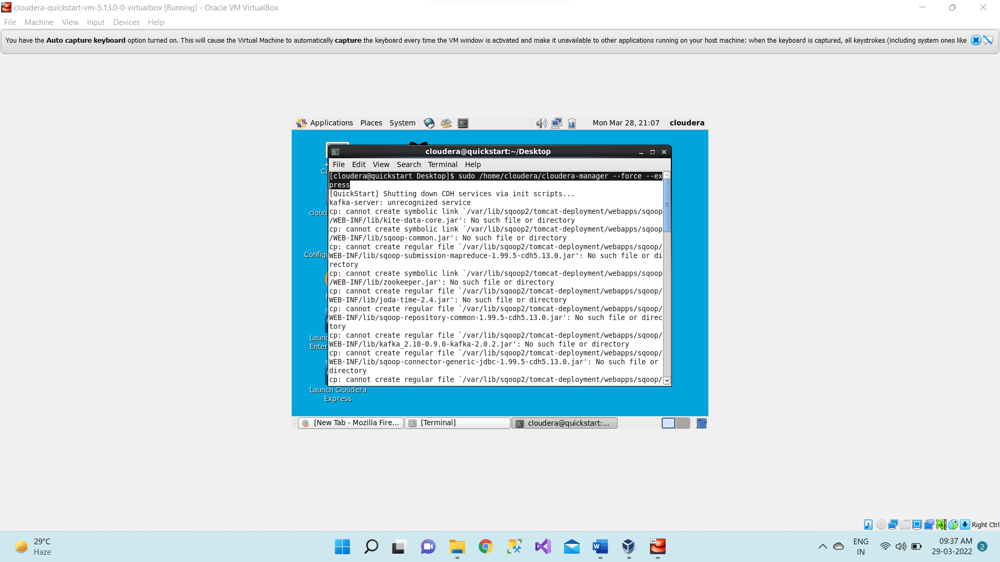 cloudera-quickstart-vm-5.13.0-0-virtualbox [Running] - Oracle VM VirtualBox
File Machine View Input Devices Help
You have the Auto capture keyboard option turned on. This will cause the Virtual Machine to automatically capture the keyboard every time the VM window is activated and make it unavailable to other applications running on your host machine: when the keyboard is captured, all keystrokes (including system ones like
Applications Places System Mon Mar 28, 21:07 cloudera
cloudera@quickstart:~/Desktop
File Edit View Search Terminal Help
[cloudera@quickstart Desktop]$ sudo /home/cloudera/cloudera-manager --force --ex
press
[QuickStart] Shutting down CDH services via init scripts...
kafka-server: unrecognized service
cp: cannot create symbolic link `/var/lib/sqoop2/tomcat-deployment/webapps/sqoop
/WEB-INF/lib/kite-data-core.jar': No such file or directory
cp: cannot create symbolic link `/var/lib/sqoop2/tomcat-deployment/webapps/sqoop
/WEB-INF/lib/sqoop-common.jar': No such file or directory
cp: cannot create regular file `/var/lib/sqoop2/tomcat-deployment/webapps/sqoop/
WEB-INF/lib/sqoop-submission-mapreduce-1.99.5-cdh5.13.0.jar': No such file or di
rectory
cp: cannot create symbolic link `/var/lib/sqoop2/tomcat-deployment/webapps/sqoop
/WEB-INF/lib/zookeeper.jar': No such file or directory
cp: cannot create regular file `/var/lib/sqoop2/tomcat-deployment/webapps/sqoop/
WEB-INF/lib/joda-time-2.4.jar': No such file or directory
cp: cannot create regular file `/var/lib/sqoop2/tomcat-deployment/webapps/sqoop/
WEB-INF/lib/sqoop-repository-common-1.99.5-cdh5.13.0.jar': No such file or direc
tory
cp: cannot create regular file `/var/lib/sqoop2/tomcat-deployment/webapps/sqoop/
WEB-INF/lib/kafka_2.10-0.9.0-kafka-2.0.2.jar': No such file or directory
cp: cannot create regular file `/var/lib/sqoop2/tomcat-deployment/webapps/sqoop/
WEB-INF/lib/sqoop-connector-generic-jdbc-1.99.5-cdh5.13.0.jar': No such file or
directory
cp: cannot create regular file `/var/lib/sqoop2/tomcat-deployment/webapps/sqoop/
cloud
Config
Laun
Enter
Launch Cloudera
Express
[New Tab - Mozilla Fire... [Terminal] cloudera@quickstart:...
Right Ctrl
29°C
Haze
ENG
IN
09:37 AM
29-03-2022
2